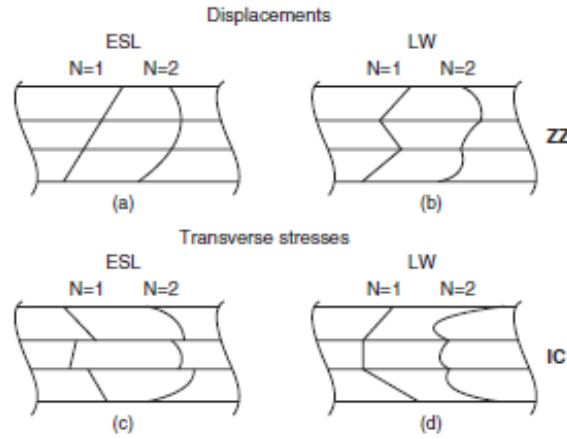 Displacements
ESL LW
N=1 N=2 N=1 N=2
ZZ
(a) (b)
Transverse stresses
ESL LW
N=1 N=2 N=1 N=2
IC
(c) (d)